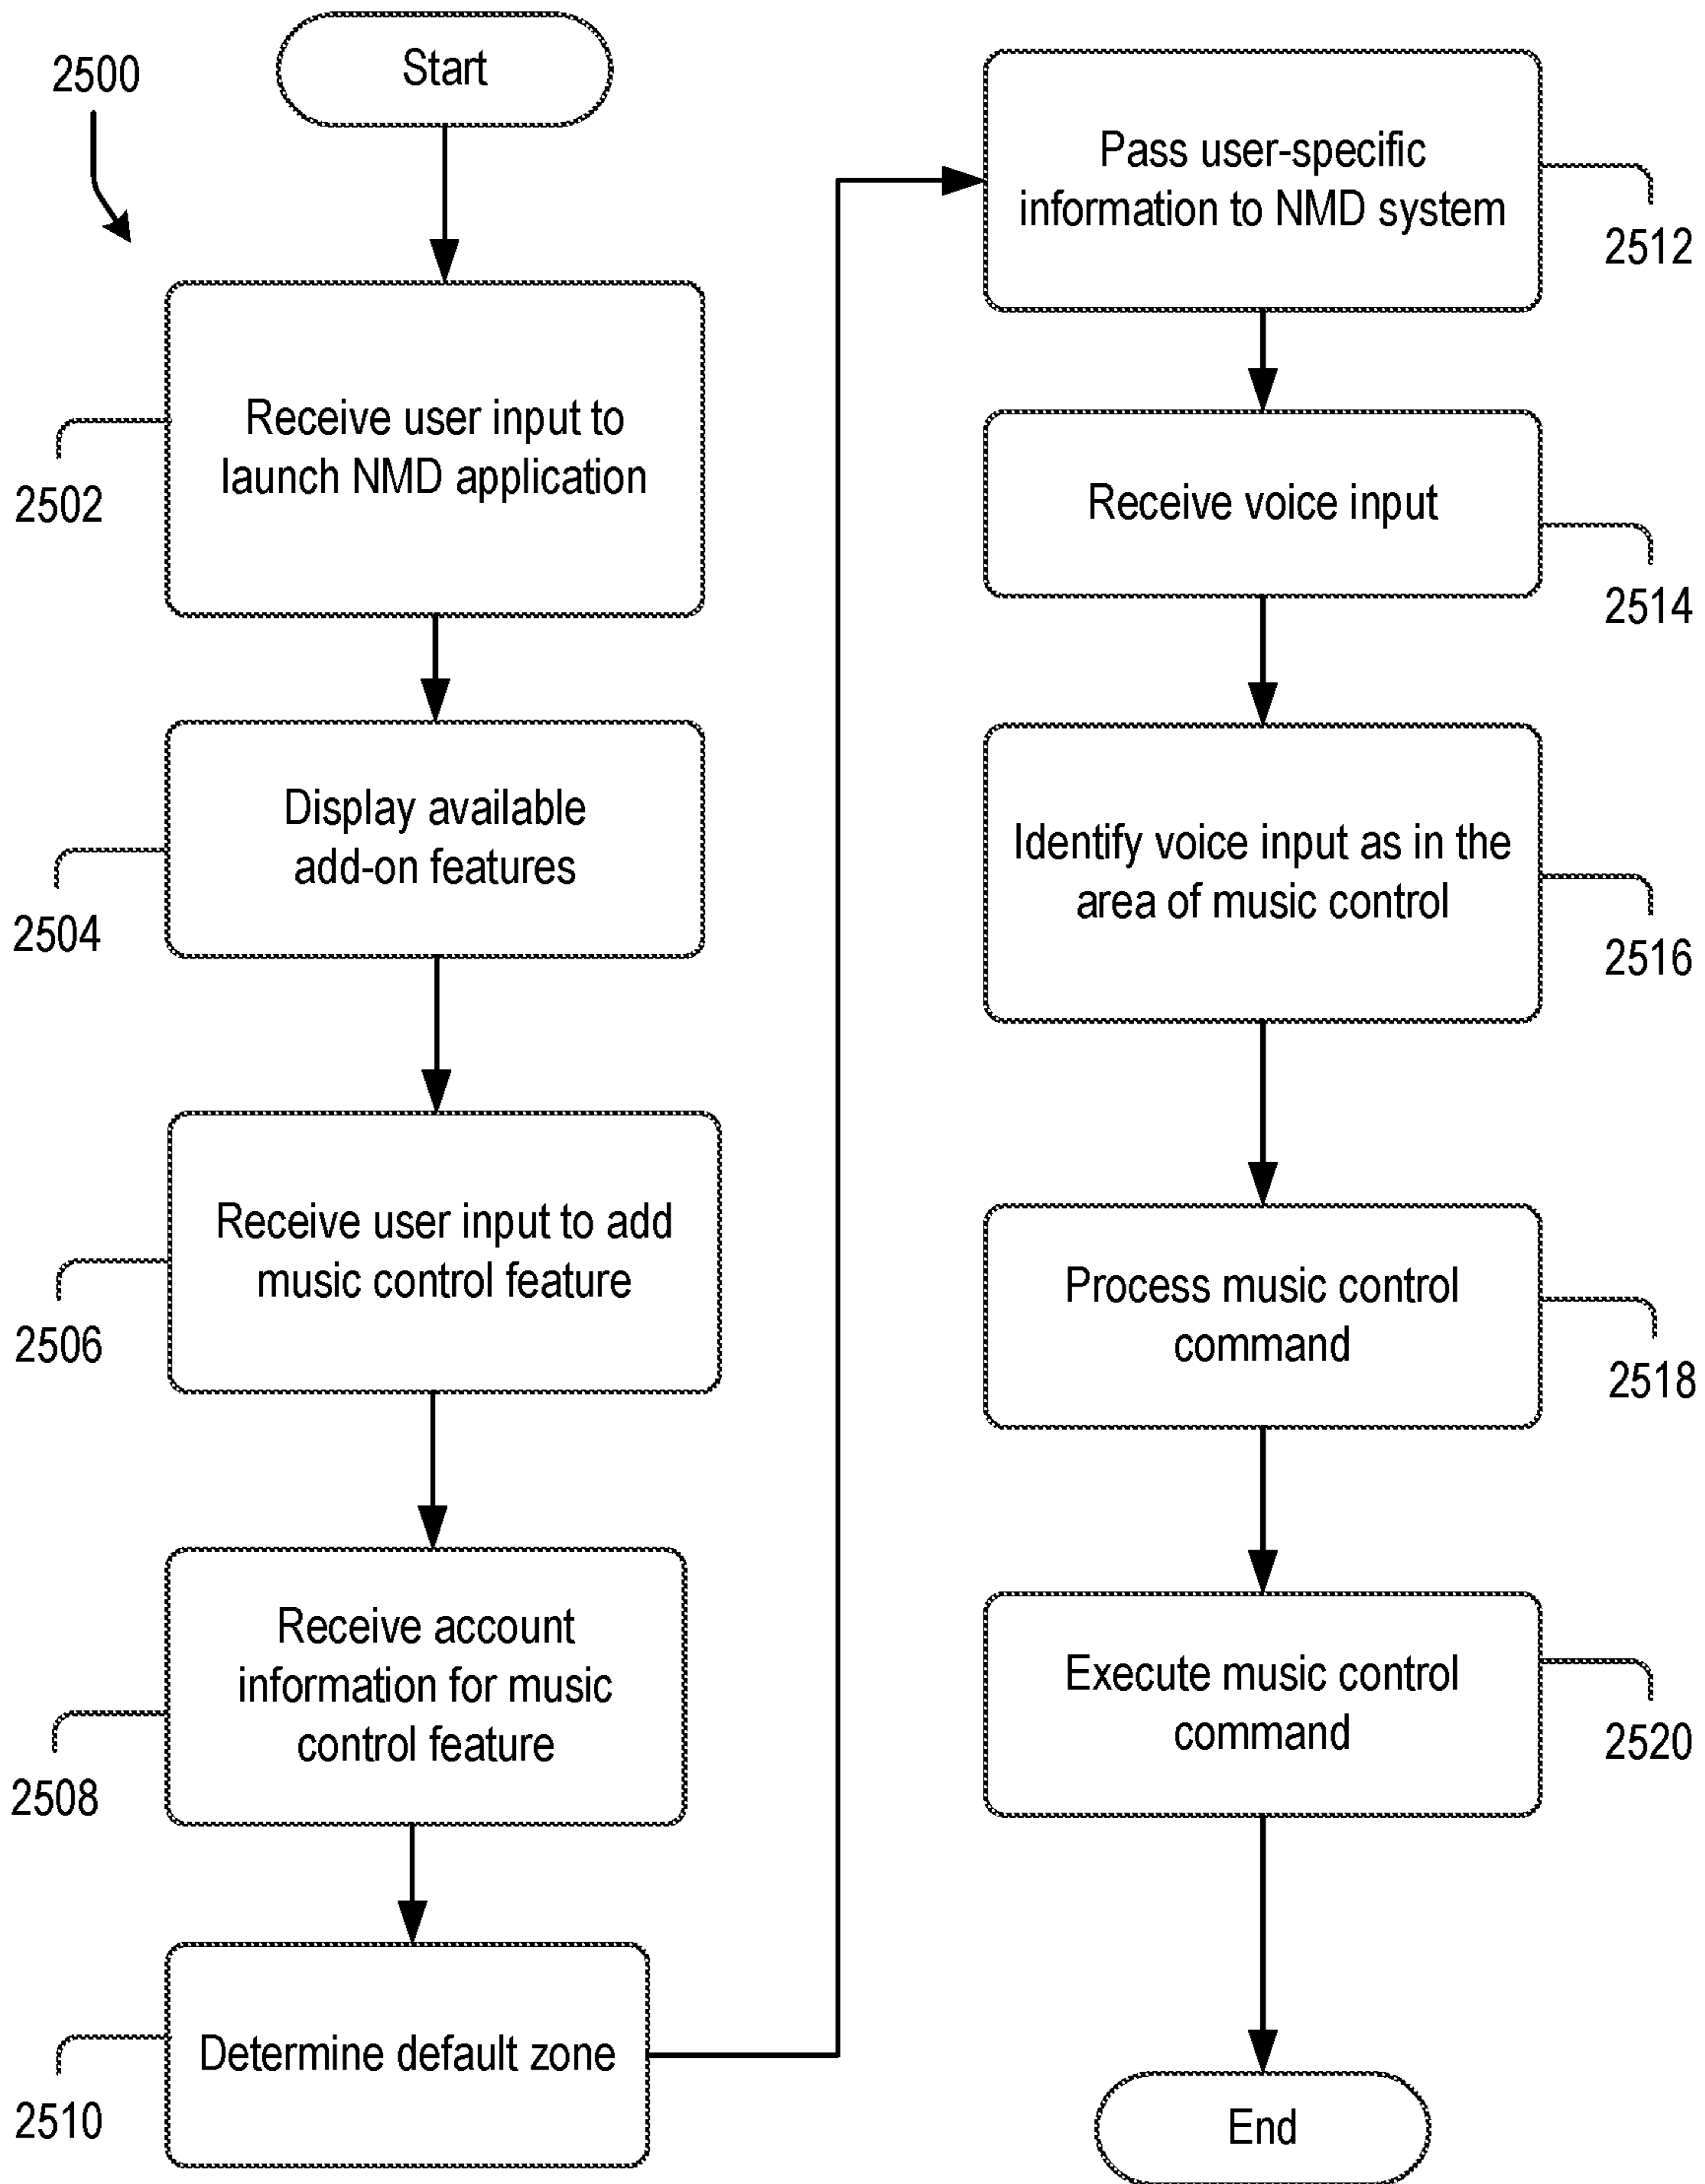 2500
Start
Receive user input to
launch NMD application
2502
Display available
add-on features
2504
Receive user input to add
music control feature
2506
Receive account
information for music
control feature
2508
Determine default zone
2510
Pass user-specific
information to NMD system
2512
Receive voice input
2514
Identify voice input as in the
area of music control
2516
Process music control
command
2518
Execute music control
command
2520
End